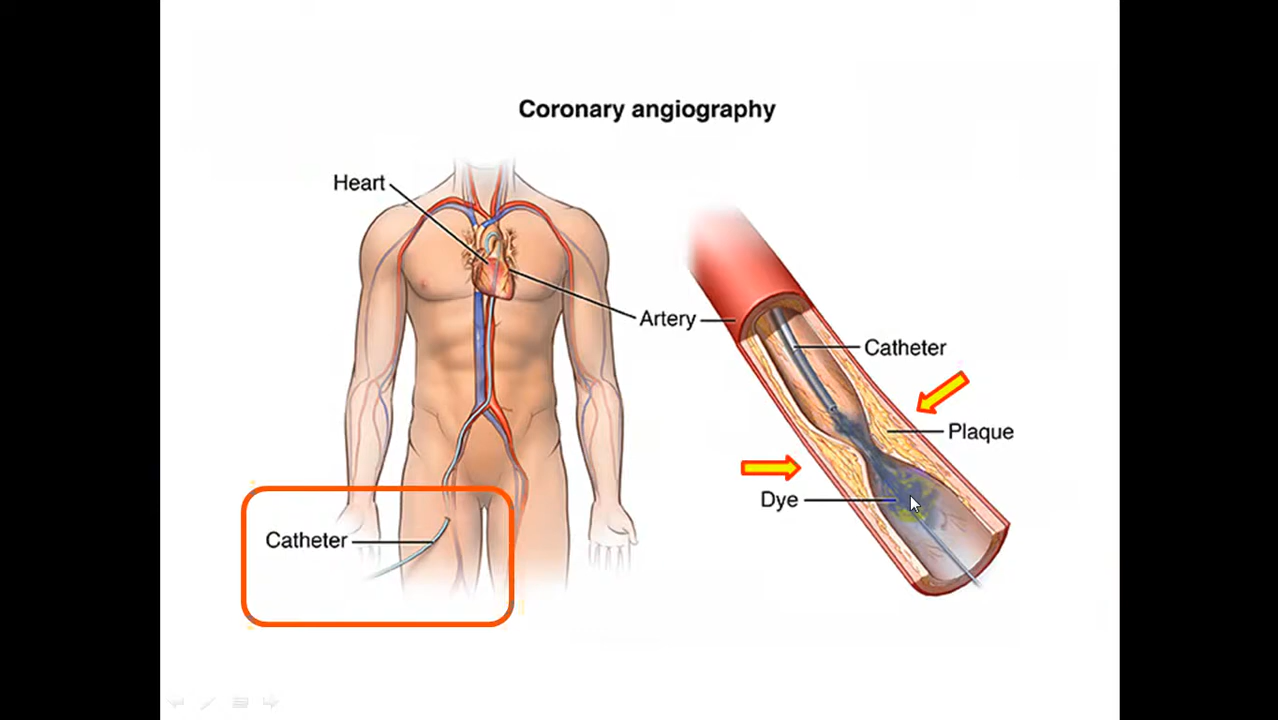 Coronary angiography
Heart
Artery
Catheter
Plaque
Dye
Catheter